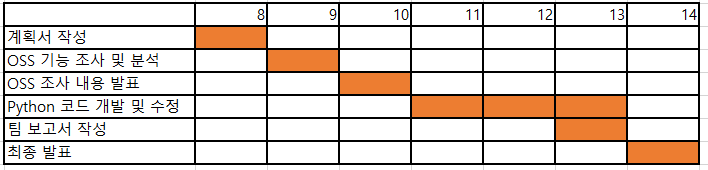 8 9 10 11 12 13 14
계획서 작성
OSS 기능 조사 및 분석
OSS 조사 내용 발표
Python 코드 개발 및 수정
팀 보고서 작성
최종 발표